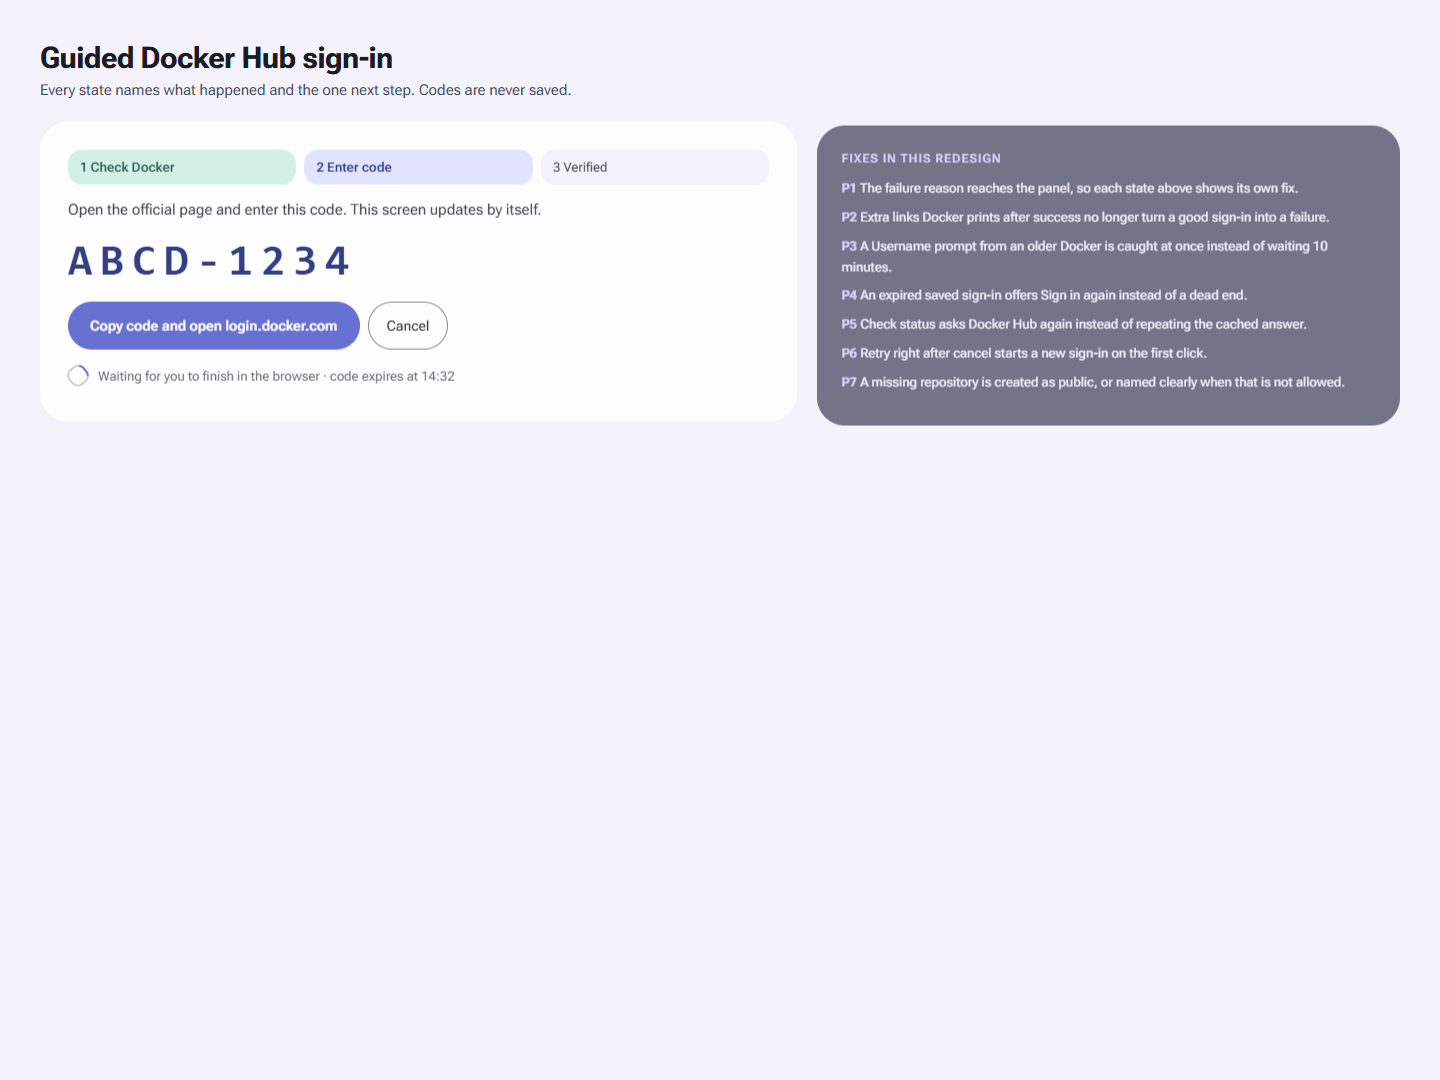 Guided Docker Hub sign-in
Every state names what happened and the one next step. Codes are never saved.
1 Check Docker
2 Enter code
3 Verified
Open the official page and enter this code. This screen updates by itself.
ABCD-1234
Copy code and open login.docker.com
Cancel
Waiting for you to finish in the browser · code expires at 14:32
FIXES IN THIS REDESIGN
P1 The failure reason reaches the panel, so each state above shows its own fix.
P2 Extra links Docker prints after success no longer turn a good sign-in into a failure.
P3 A Username prompt from an older Docker is caught at once instead of waiting 10
minutes.
P4 An expired saved sign-in offers Sign in again instead of a dead end.
P5 Check status asks Docker Hub again instead of repeating the cached answer.
P6 Retry right after cancel starts a new sign-in on the first click.
P7 A missing repository is created as public, or named clearly when that is not allowed.